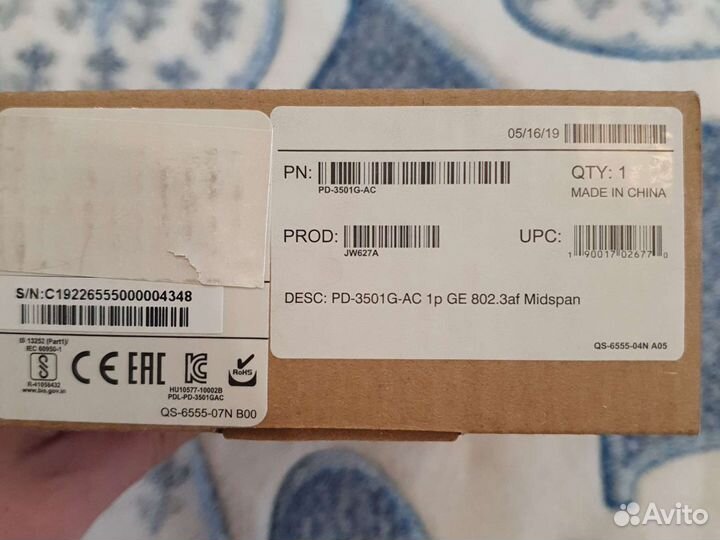 05/16/19
PN:
PD-3501G-AC
QTY: 1
MADE IN CHINA
PROD:
JW627A
UPC:
1 90017 02677 0
DESC: PD-3501G-AC 1p GE 802.3af Midspan
QS-6555-04N A05
S/N:C19226555000004348
IS 13252 (Part1)/
IEC 60950-1
R-41056432
www.bis.gov.in
CE EAC
HU10577-10002B
PDL-PD-3501GAC
RoHS
QS-6555-07N B00
Avito